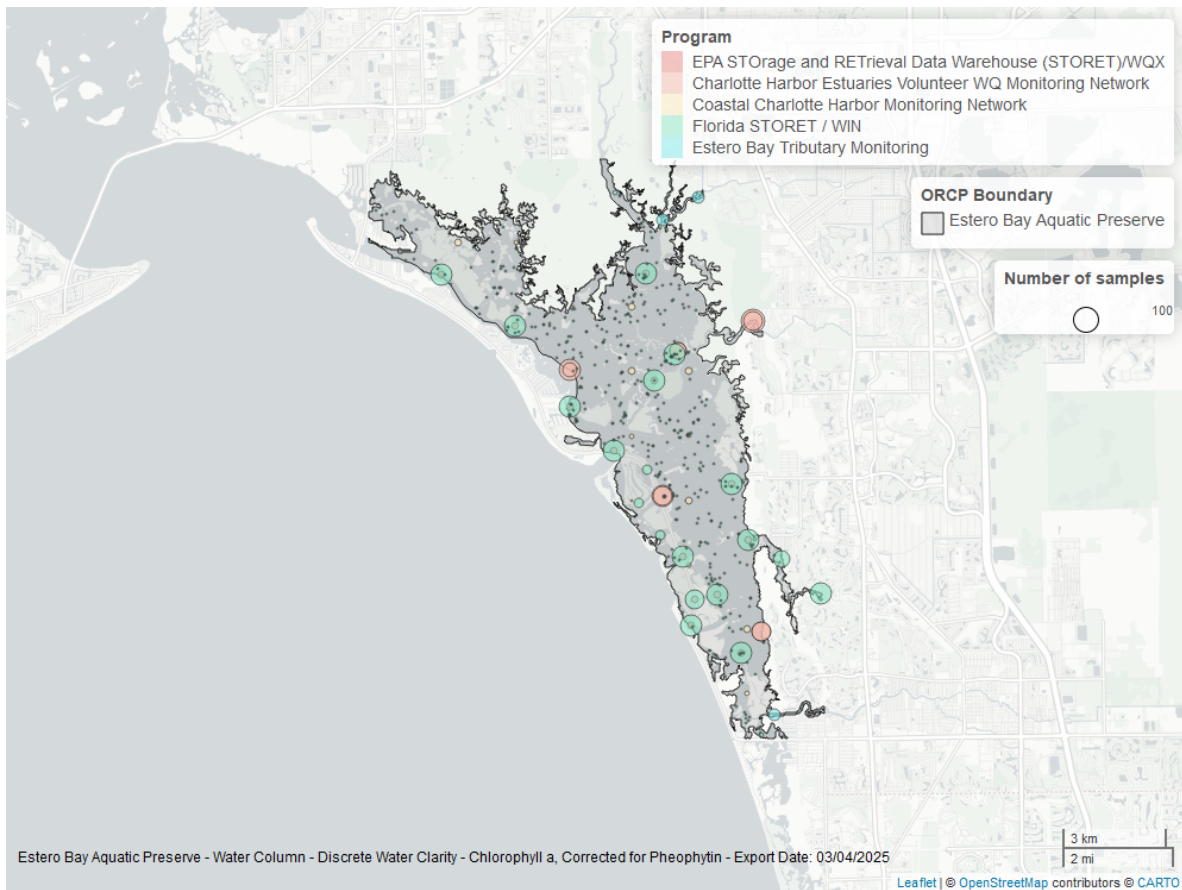 Program
EPA STOrage and RETrieval Data Warehouse (STORET)/WQX
Charlotte Harbor Estuaries Volunteer WQ Monitoring Network
Coastal Charlotte Harbor Monitoring Network
Florida STORET / WIN
Estero Bay Tributary Monitoring
ORCP Boundary
Estero Bay Aquatic Preserve
Number of samples
100
3 km
2 mi
Estero Bay Aquatic Preserve - Water Column - Discrete Water Clarity - Chlorophyll a, Corrected for Pheophytin - Export Date: 03/04/2025
Leaflet | © OpenStreetMap contributors © CARTO